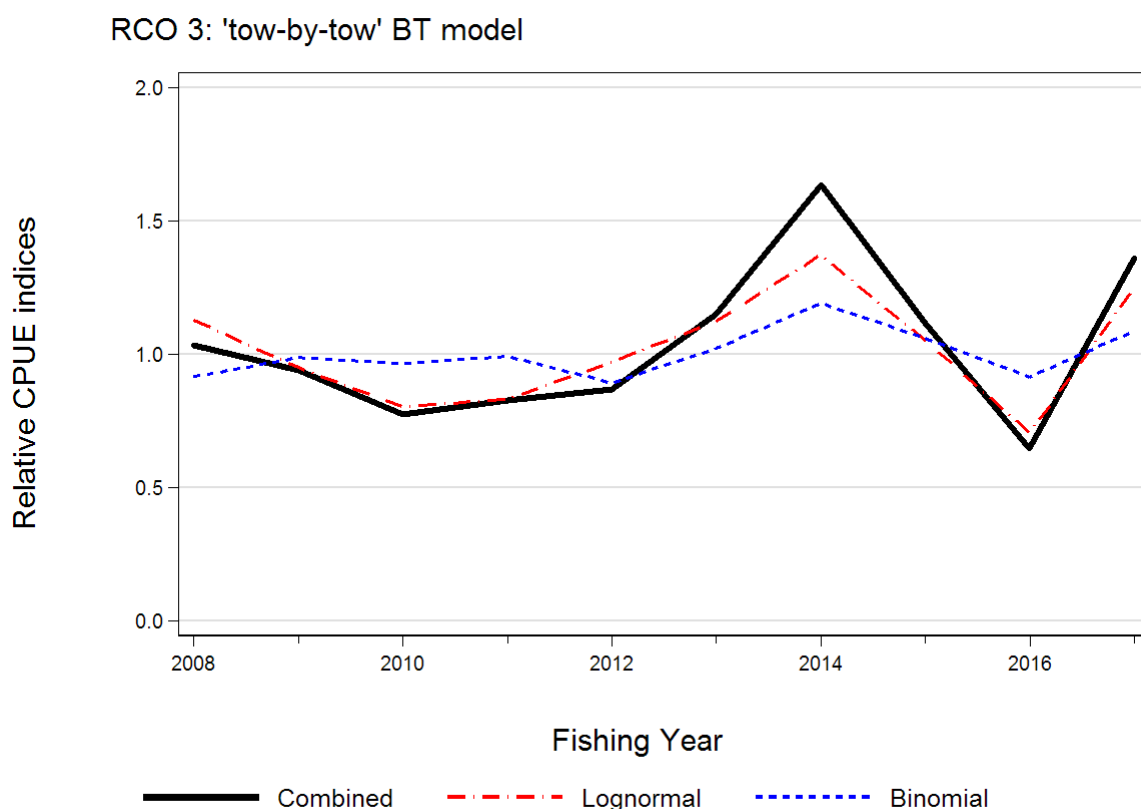 RCO 3: 'tow-by-tow' BT model
Relative CPUE indices
2.0
1.5
1.0
0.5
0.0
2008 2010 2012 2014 2016
Fishing Year
Combined Lognormal Binomial